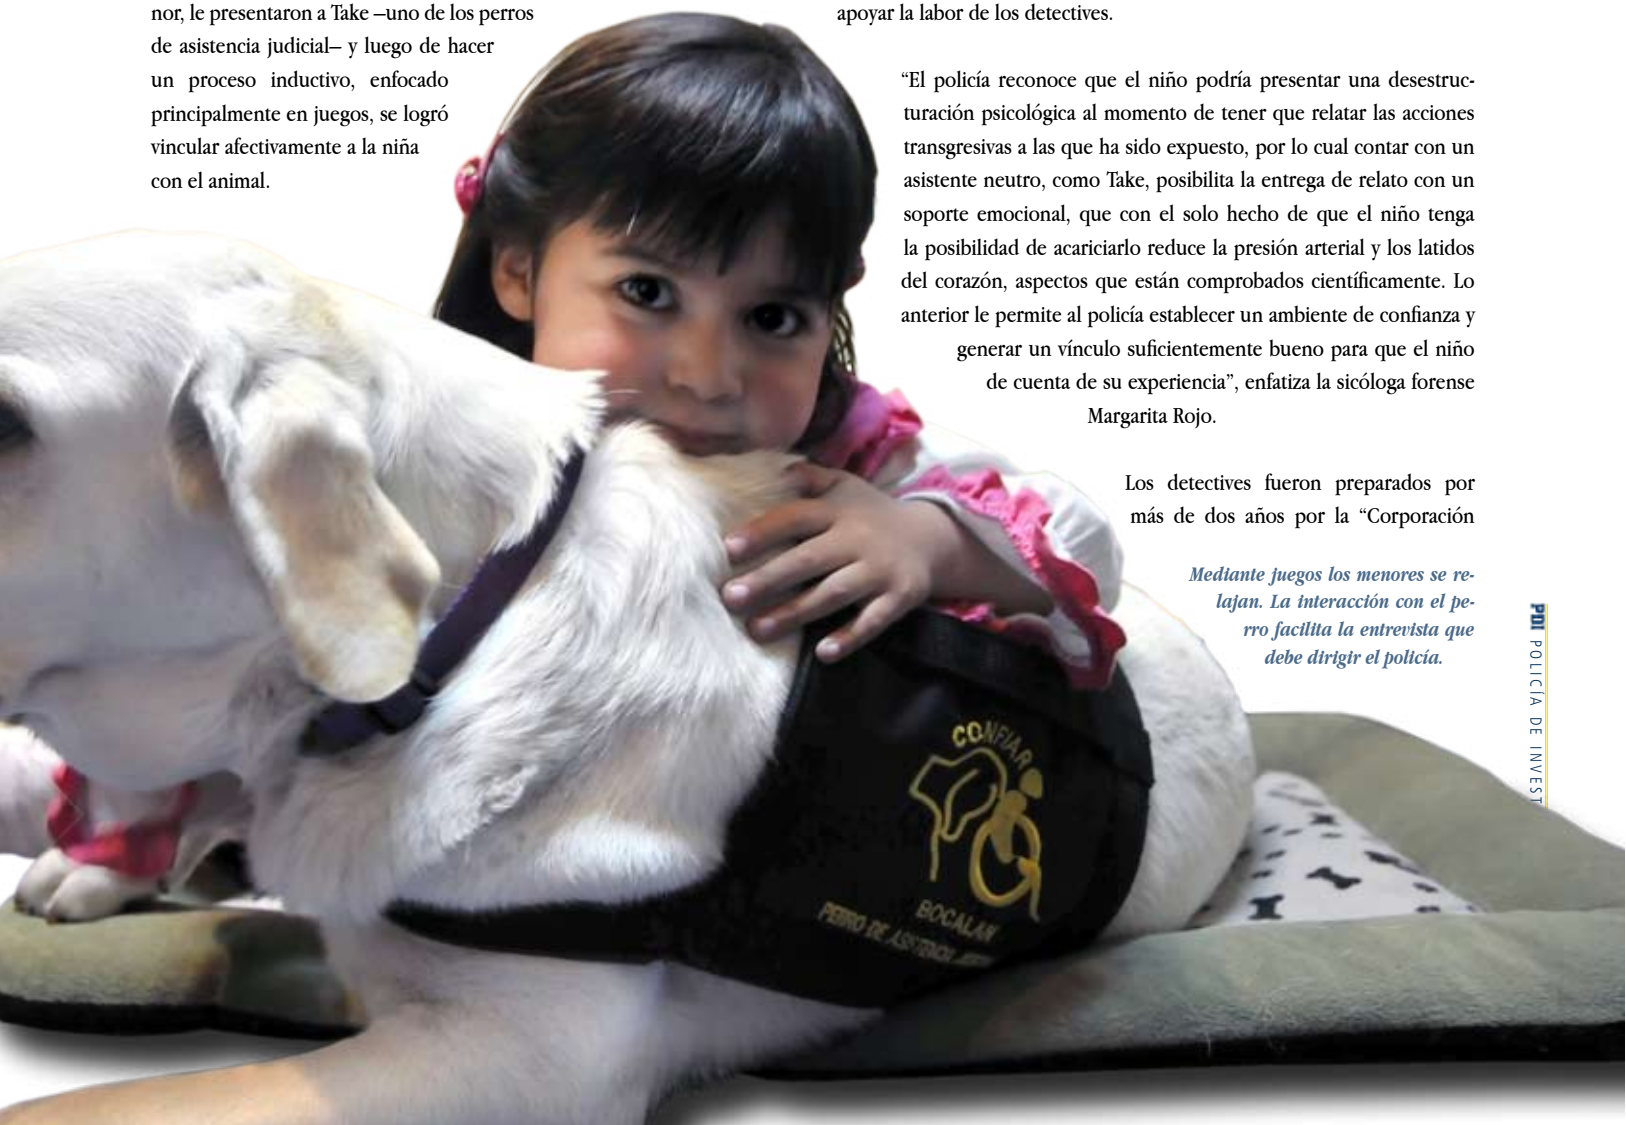 nor, le presentaron a Take –uno de los perros
de asistencia judicial– y luego de hacer
un proceso inductivo, enfocado
principalmente en juegos, se logró
vincular afectivamente a la niña
con el animal.
apoyar la labor de los detectives.
“El policía reconoce que el niño podría presentar una desestruc-
turación psicológica al momento de tener que relatar las acciones
transgresivas a las que ha sido expuesto, por lo cual contar con un
asistente neutro, como Take, posibilita la entrega de relato con un
soporte emocional, que con el solo hecho de que el niño tenga
la posibilidad de acariciarlo reduce la presión arterial y los latidos
del corazón, aspectos que están comprobados científicamente. Lo
anterior le permite al policía establecer un ambiente de confianza y
generar un vínculo suficientemente bueno para que el niño
de cuenta de su experiencia”, enfatiza la sicóloga forense
Margarita Rojo.
Los detectives fueron preparados por
más de dos años por la “Corporación
Mediante juegos los menores se re-
lajan. La interacción con el pe-
rro facilita la entrevista que
debe dirigir el policía.
PDI POLICÍA DE INVEST
CONFIAR
BOCALAN
PERRO DE ASISTENCIA